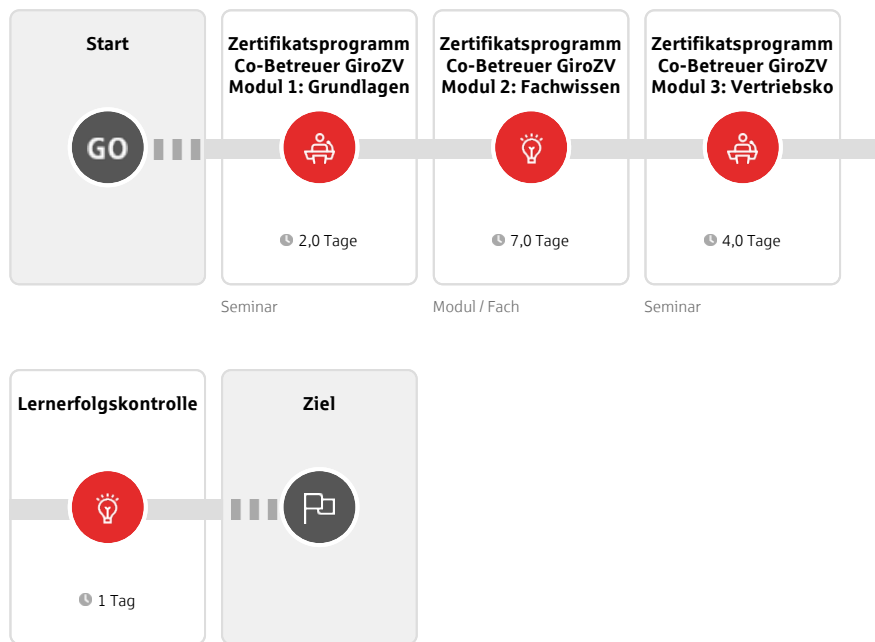 Start
Zertifikatsprogramm
Co-Betreuer GiroZV
Modul 1: Grundlagen
Zertifikatsprogramm
Co-Betreuer GiroZV
Modul 2: Fachwissen
Zertifikatsprogramm
Co-Betreuer GiroZV
Modul 3: Vertriebsko
GO
2,0 Tage
7,0 Tage
4,0 Tage
Seminar
Modul / Fach
Seminar
Lernerfolgskontrolle
Ziel
1 Tag